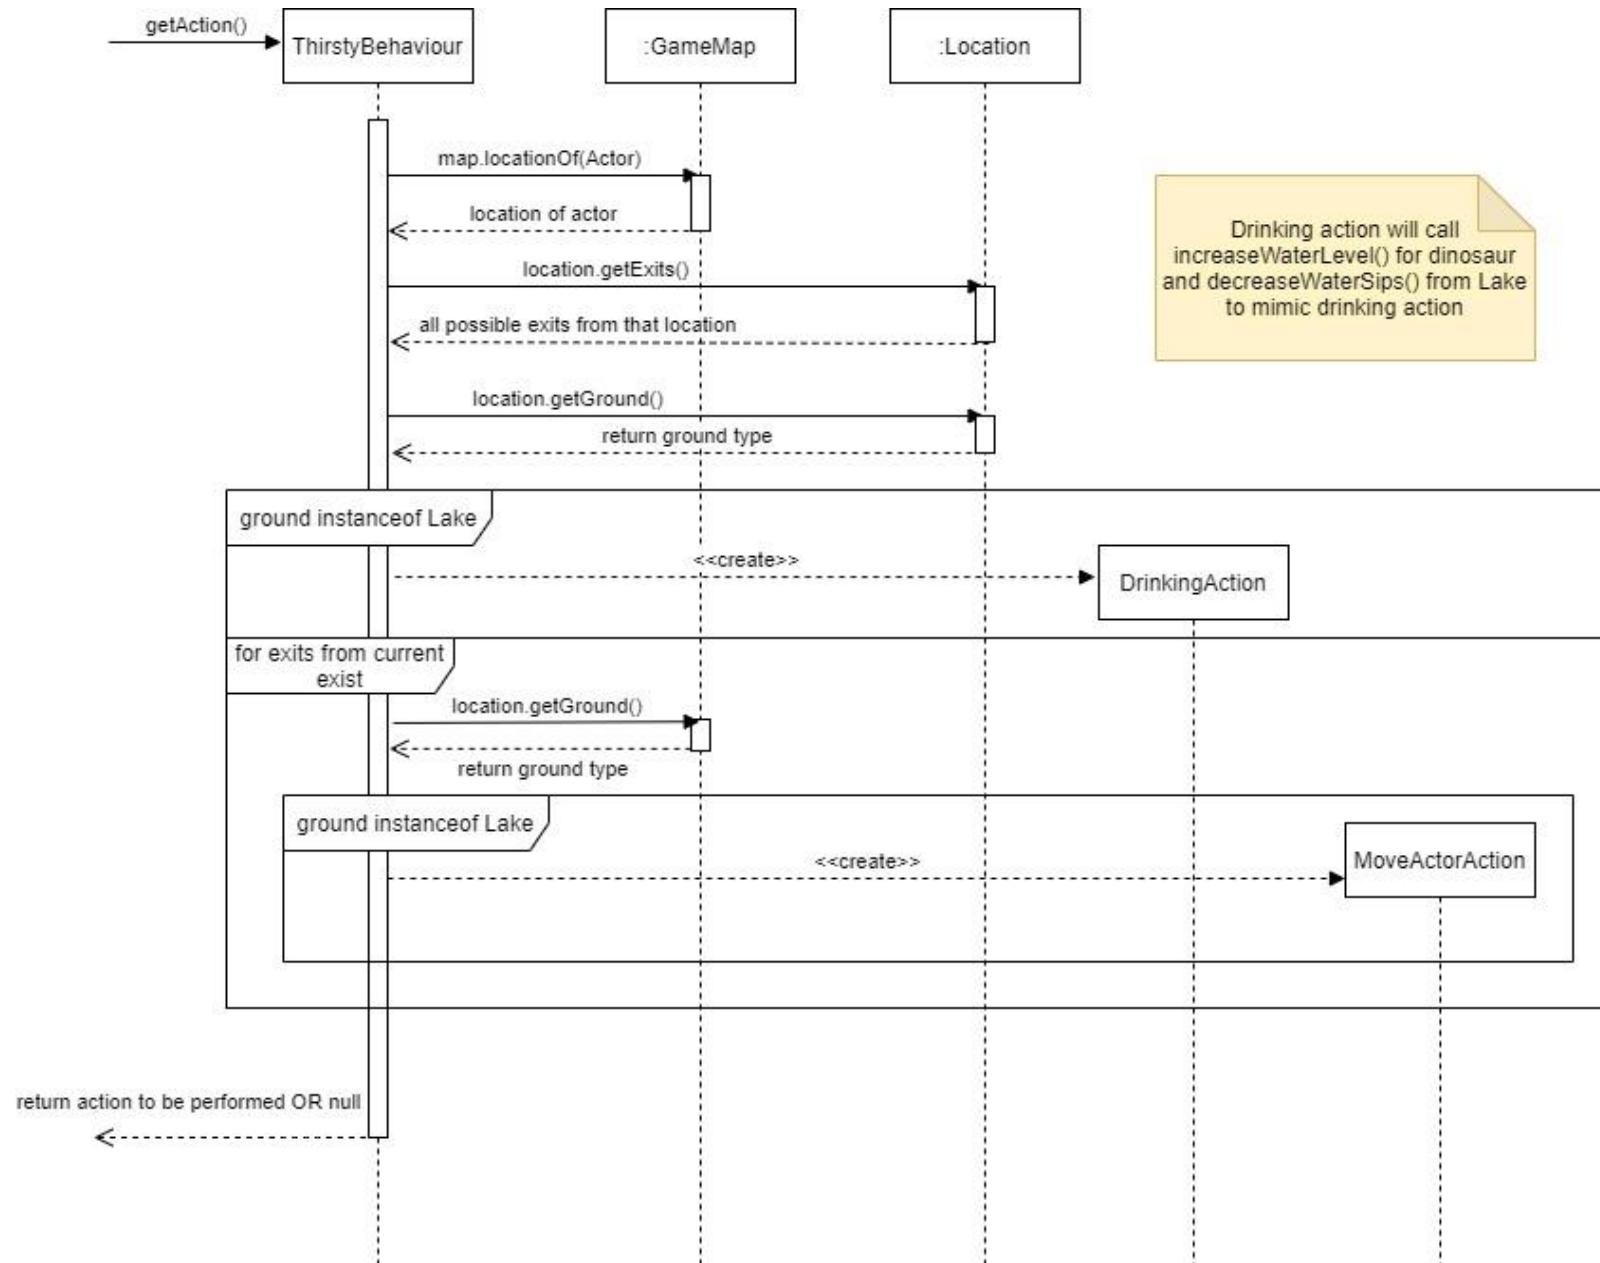 getAction()
ThirstyBehaviour
:GameMap
:Location
map.locationOf(Actor)
location of actor
Drinking action will call
increaseWaterLevel() for dinosaur
and decreaseWaterSips() from Lake
to mimic drinking action
location.getExits()
all possible exits from that location
location.getGround()
return ground type
ground instanceof Lake
<<create>>
DrinkingAction
for exits from current
exist
location.getGround()
return ground type
ground instanceof Lake
<<create>>
MoveActorAction
return action to be performed OR null